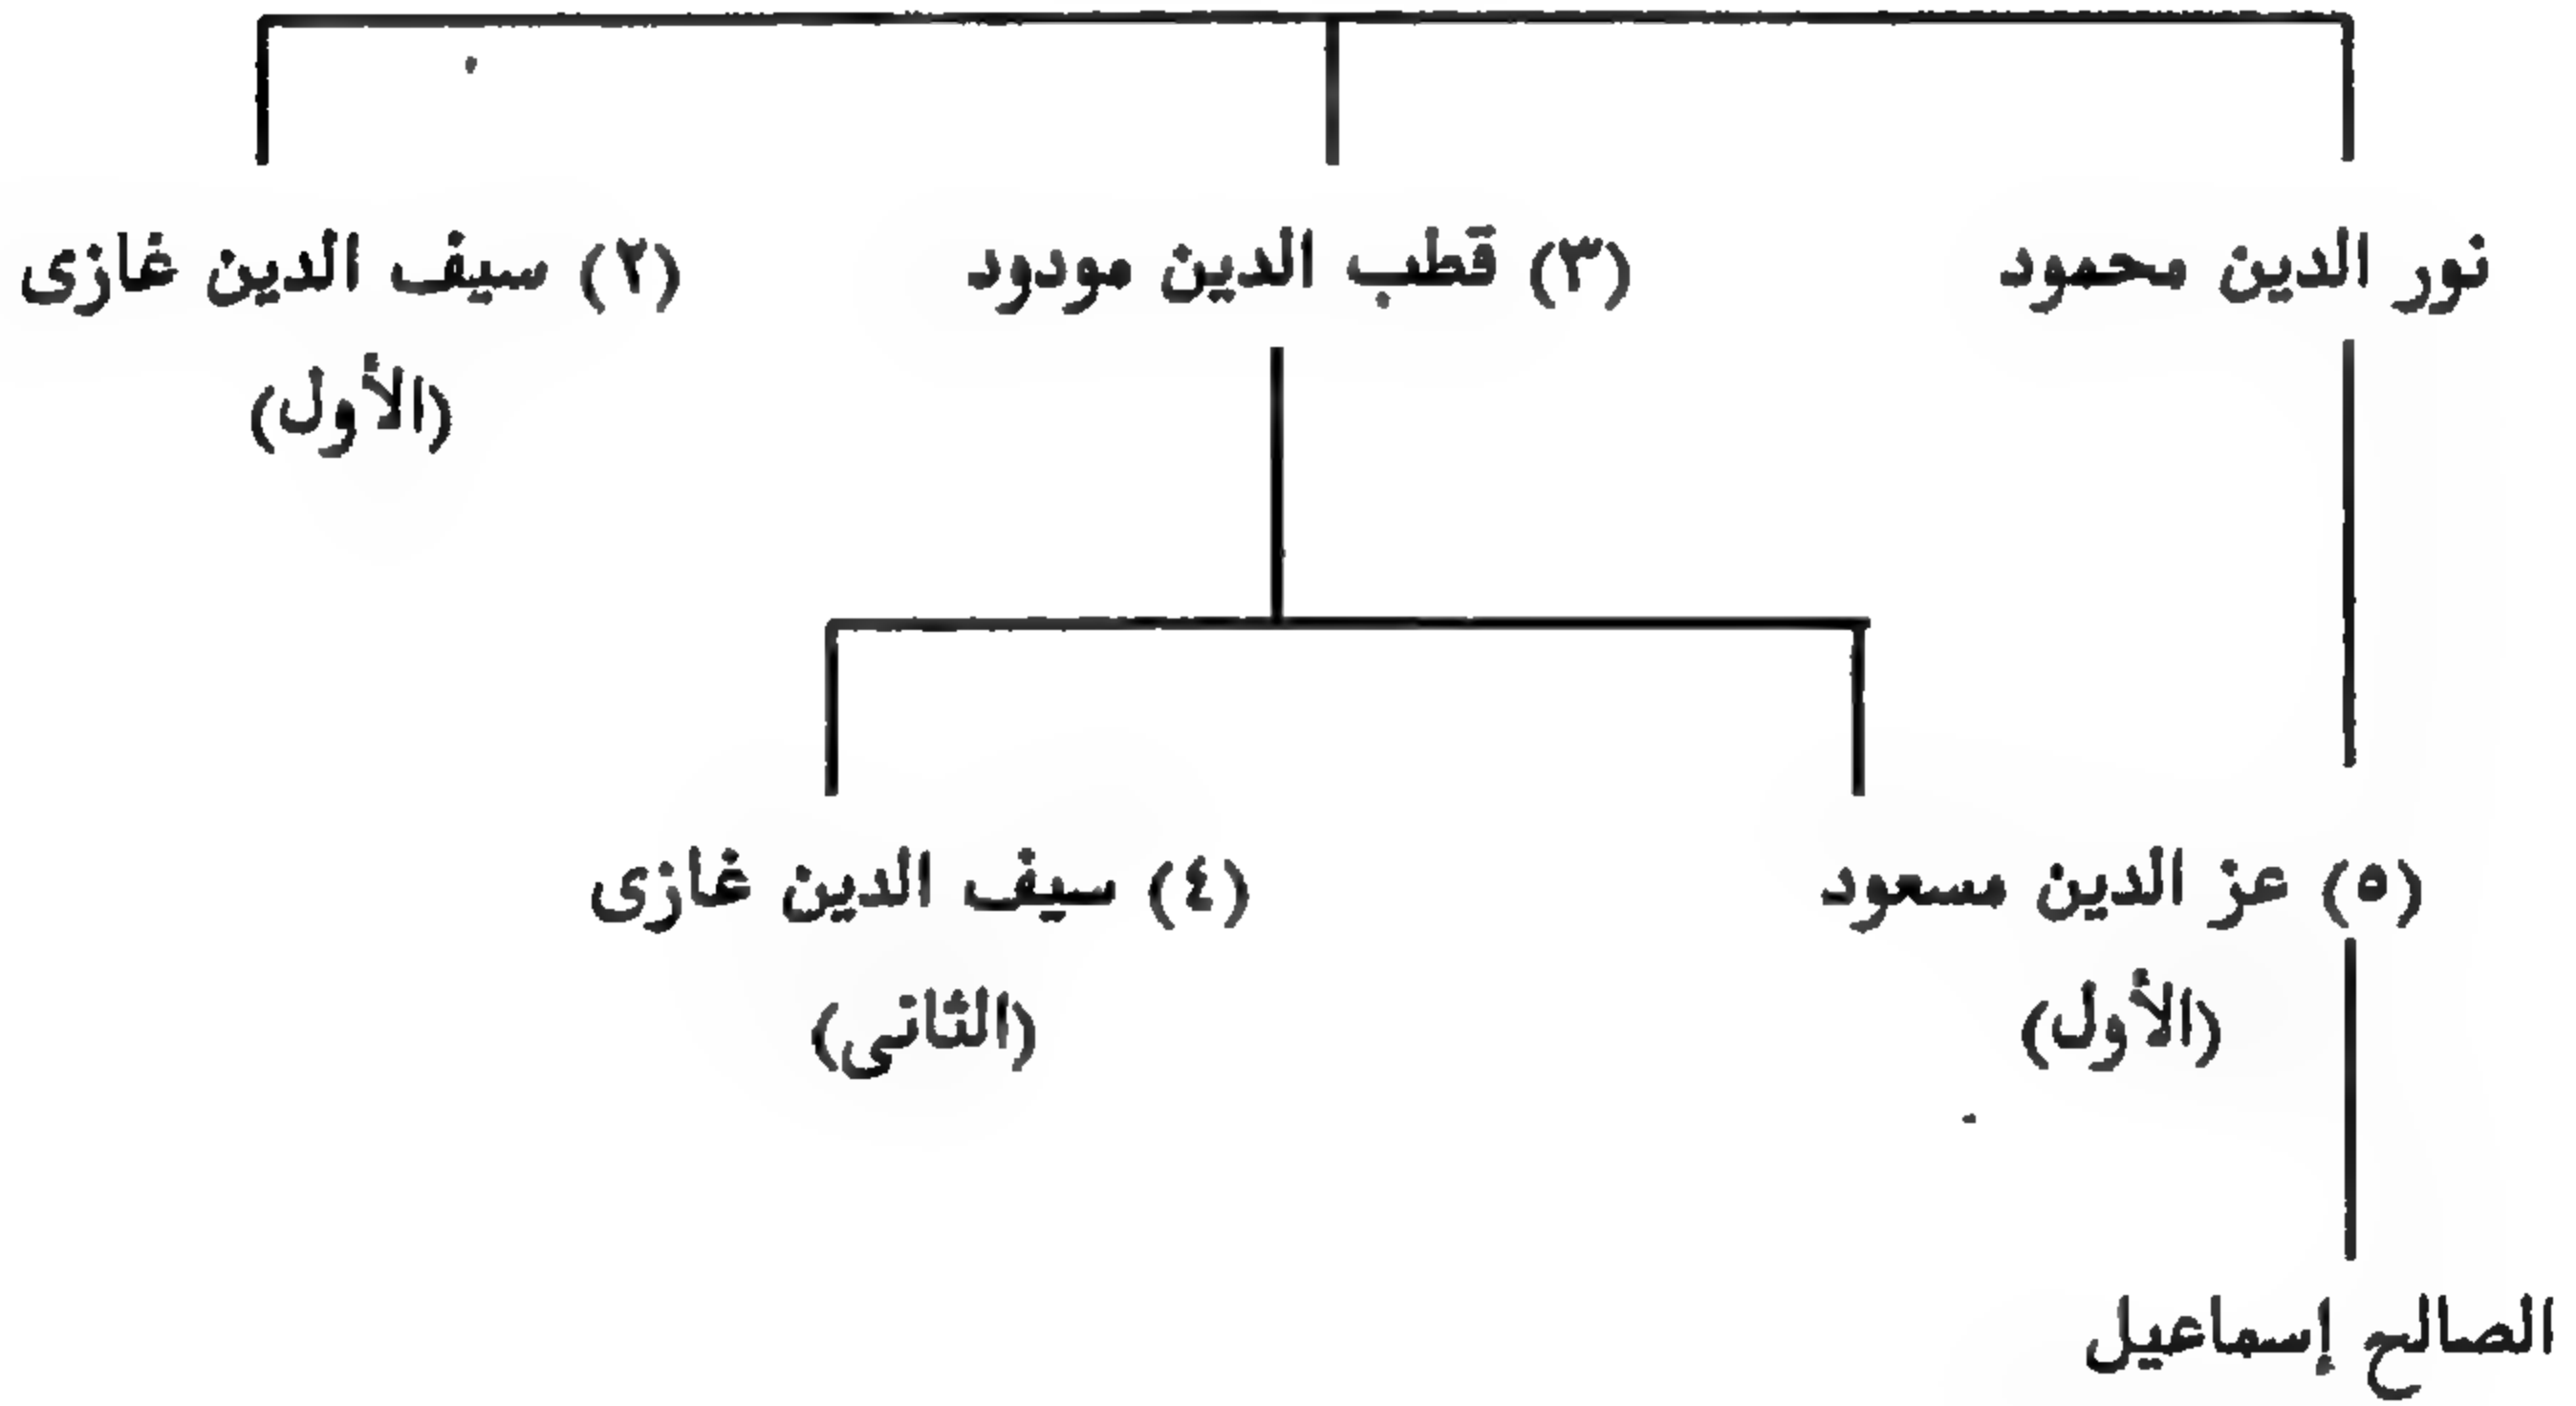 نور الدين محمود
(٣) قطب الدين مودود
(٢) سيف الدين غازى
(الأول)
(٥) عز الدين مسعود
(الأول)
(٤) سيف الدين غازى
(الثانى)
الصالح إسماعيل